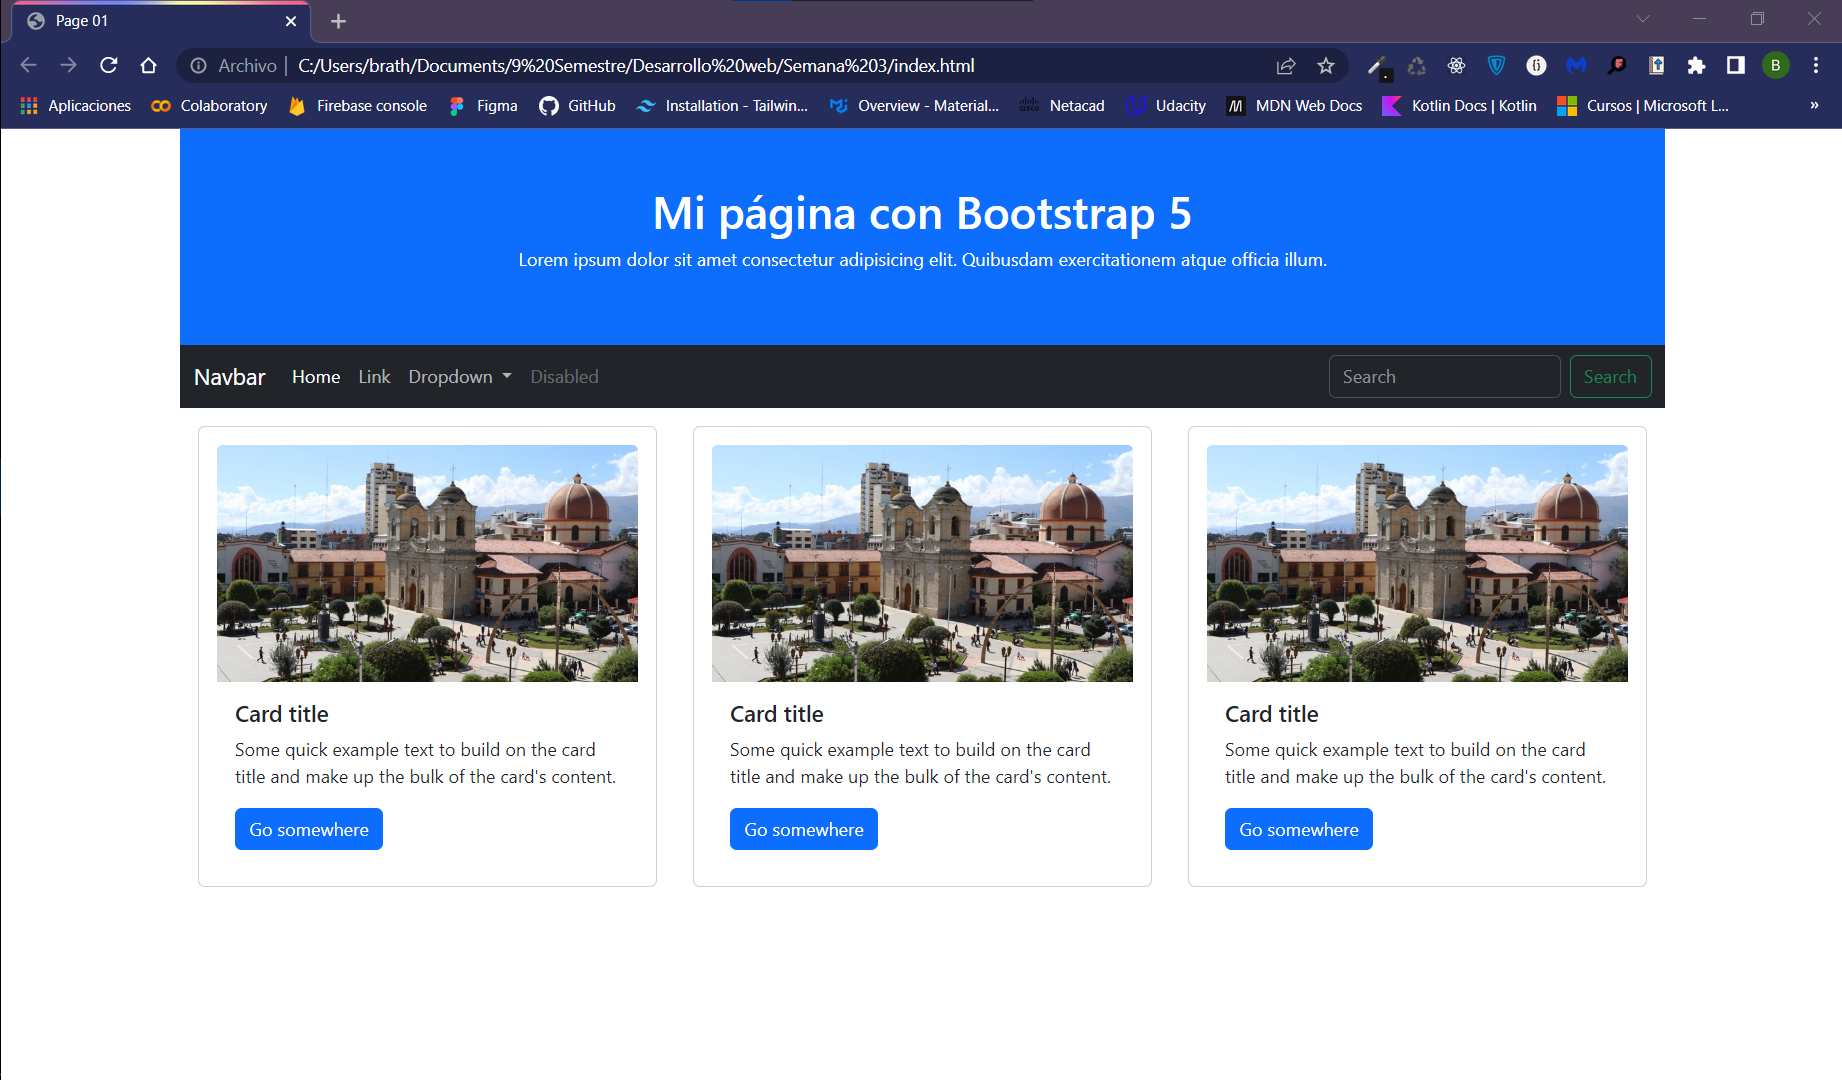 Page 01
Archivo | C:/Users/brath/Documents/9%20Semestre/Desarrollo%20web/Semana%203/index.html
B
Aplicaciones Colaboratory Firebase console Figma GitHub Installation - Tailwin... Overview - Material... Netacad Udacity MDN Web Docs Kotlin Docs | Kotlin Cursos | Microsoft L... »
Mi página con Bootstrap 5
Lorem ipsum dolor sit amet consectetur adipisicing elit. Quibusdam exercitationem atque officia illum.
Navbar Home Link Dropdown Disabled Search Search
Card title
Some quick example text to build on the card
title and make up the bulk of the card's content.
Go somewhere
Card title
Some quick example text to build on the card
title and make up the bulk of the card's content.
Go somewhere
Card title
Some quick example text to build on the card
title and make up the bulk of the card's content.
Go somewhere